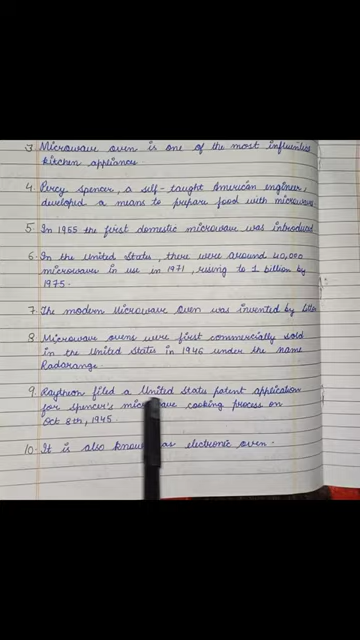 3 Microwave oven is one of the most influential
kitchen appliance
4 Percy Spencer, a self-taught American engineer,
developed a means to prepare food with microwave
5 In 1955 the first domestic microwave was introduced
6. In the United States, there were around 40,000
microwave in use in 1971, rising to 1 billion by
1975.
7. The modern Microwave oven was invented by
8. Microwave ovens were first commercially sold
in the United States in 1946 under the name
Radarange.
9. Raytheon filed a United States patent application
for Spencer's microwave cooking process on
Oct 8th, 1945
10. It is also known as electronic oven.